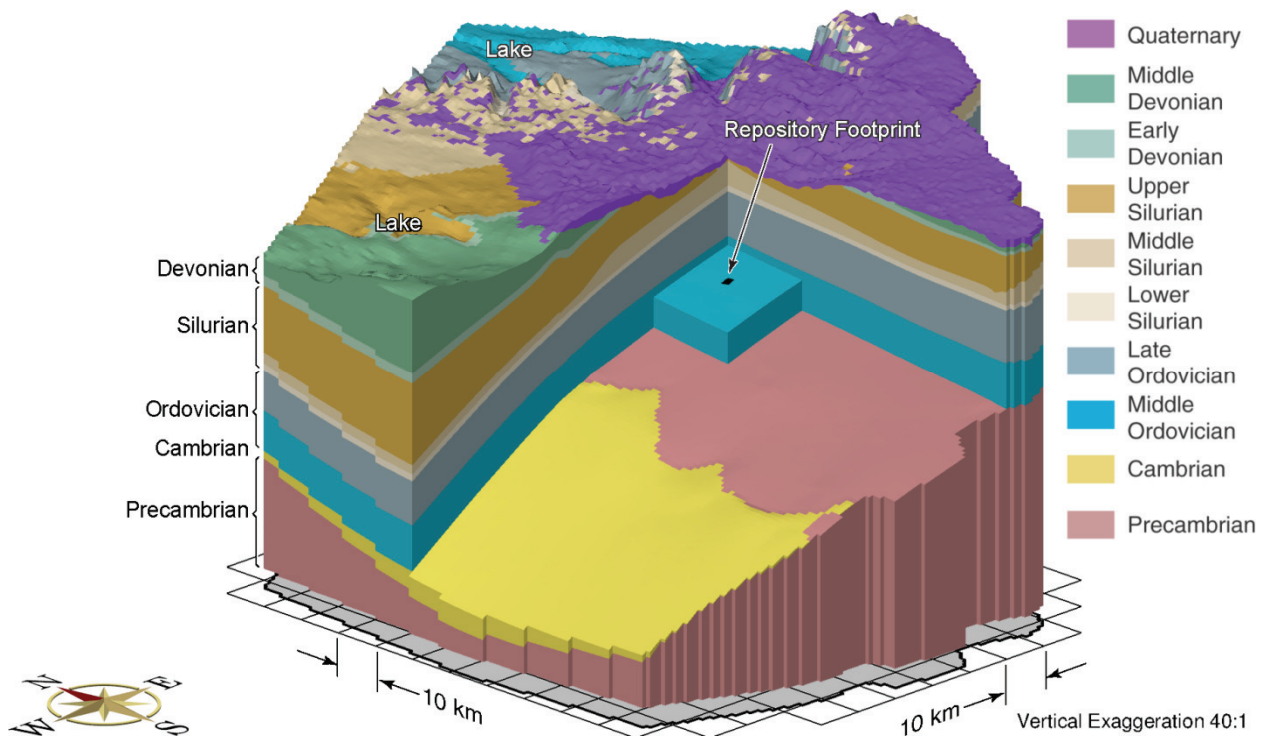 Lake
Repository Footprint
Lake
Devonian
Silurian
Ordovician
Cambrian
Precambrian
Quaternary
Middle
Devonian
Early
Devonian
Upper
Silurian
Middle
Silurian
Lower
Silurian
Late
Ordovician
Middle
Ordovician
Cambrian
Precambrian
N
E
W
S
10 km
10 km
Vertical Exaggeration 40:1